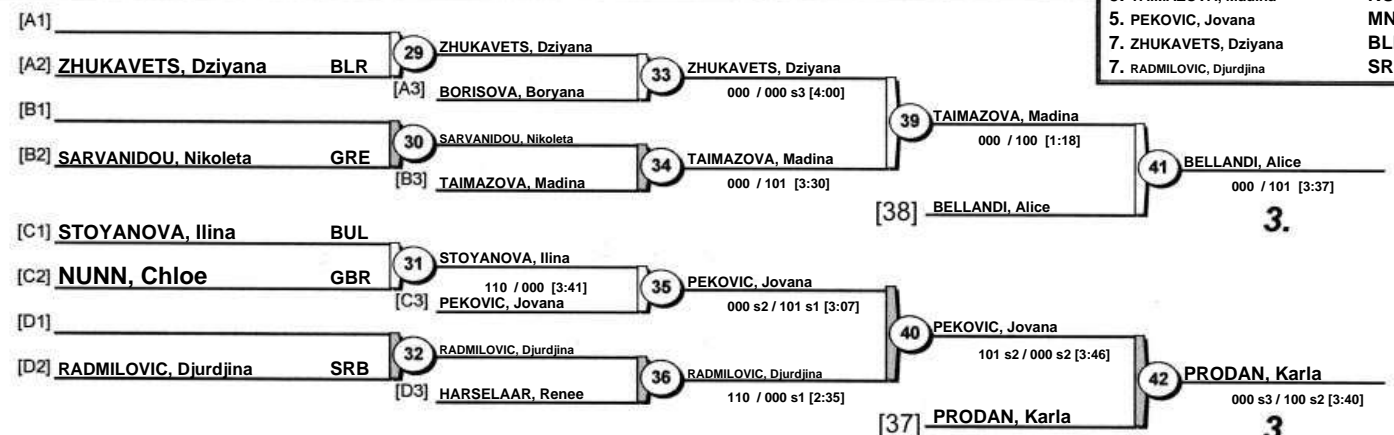 5. PEKOVIC, Jovana
7. ZHUKAVETS, Dziyana
7. RADMILOVIC, Djurdjina
[A1]
[A2] ZHUKAVETS, Dziyana BLR
29 ZHUKAVETS, Dziyana
[A3] BORISOVA, Boryana
33 ZHUKAVETS, Dziyana
000 / 000 s3 [4:00]
[B1]
[B2] SARVANIDOU, Nikoleta GRE
30 SARVANIDOU, Nikoleta
[B3] TAIMAZOVA, Madina
34 TAIMAZOVA, Madina
000 / 101 [3:30]
39 TAIMAZOVA, Madina
000 / 100 [1:18]
[38] BELLANDI, Alice
41 BELLANDI, Alice
000 / 101 [3:37]
3.
[C1] STOYANOVA, Ilina BUL
[C2] NUNN, Chloe GBR
31 STOYANOVA, Ilina
110 / 000 [3:41]
[C3] PEKOVIC, Jovana
35 PEKOVIC, Jovana
000 s2 / 101 s1 [3:07]
[D1]
[D2] RADMILOVIC, Djurdjina SRB
32 RADMILOVIC, Djurdjina
[D3] HARSELAAR, Renee
36 RADMILOVIC, Djurdjina
110 / 000 s1 [2:35]
40 PEKOVIC, Jovana
101 s2 / 000 s2 [3:46]
[37] PRODAN, Karla
42 PRODAN, Karla
000 s3 / 100 s2 [3:40]
3